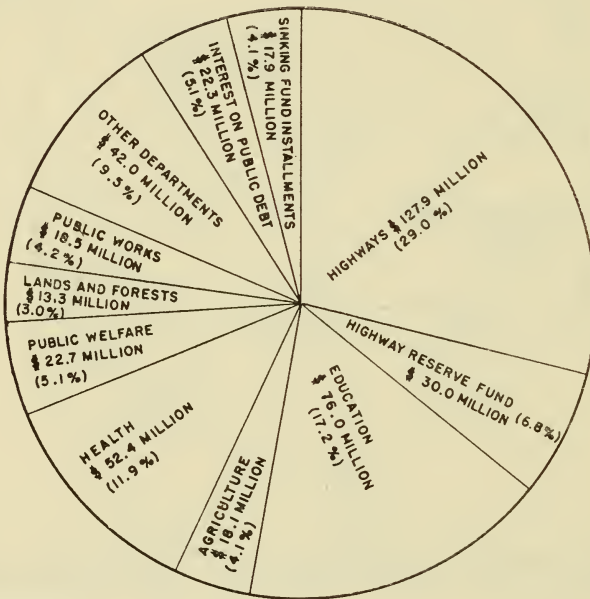 HIGHWAYS $ 127.9 MILLION
(29.0 %)
HIGHWAY RESERVE FUND
$ 30.0 MILLION (6.8%)
EDUCATION
$ 76.0 MILLION
(17.2 %)
AGRICULTURE
$ 18.1 MILLION
(4.1 %)
HEALTH
$ 52.4 MILLION
(11.9 %)
PUBLIC WELFARE
$ 22.7 MILLION
(5.1%)
LANDS AND FORESTS
$ 13.3 MILLION
(3.0%)
PUBLIC WORKS
$ 18.5 MILLION
(4.2 %)
OTHER DEPARTMENTS
$ 42.0 MILLION
(9.5 %)
INTEREST ON PUBLIC DEBT
$ 22.3 MILLION
(5.1 %)
SINKING FUND INSTALLMENTS
$ 17.9 MILLION
(4.1 %)